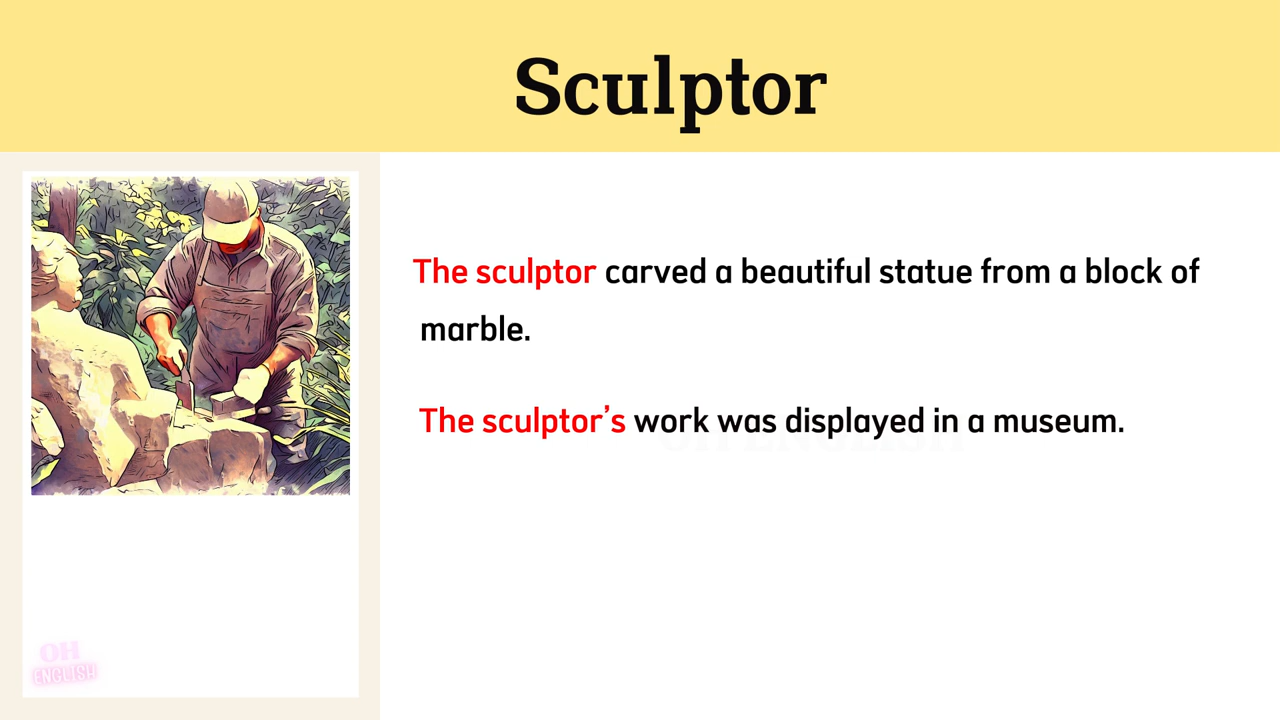 Sculptor
The sculptor carved a beautiful statue from a block of
marble.
The sculptor’s work was displayed in a museum.
OH
ENGLISH